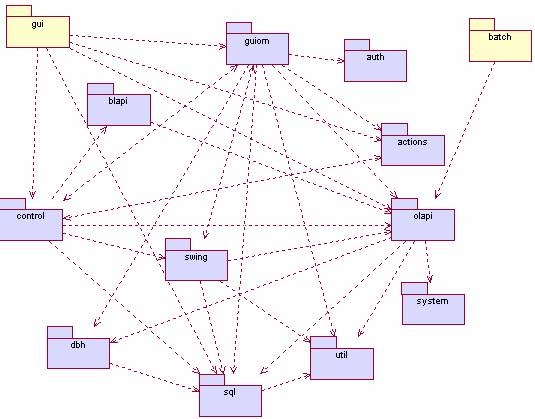 gui
guiom
batch
auth
blapi
actions
control
olapi
swing
system
dbh
util
sql